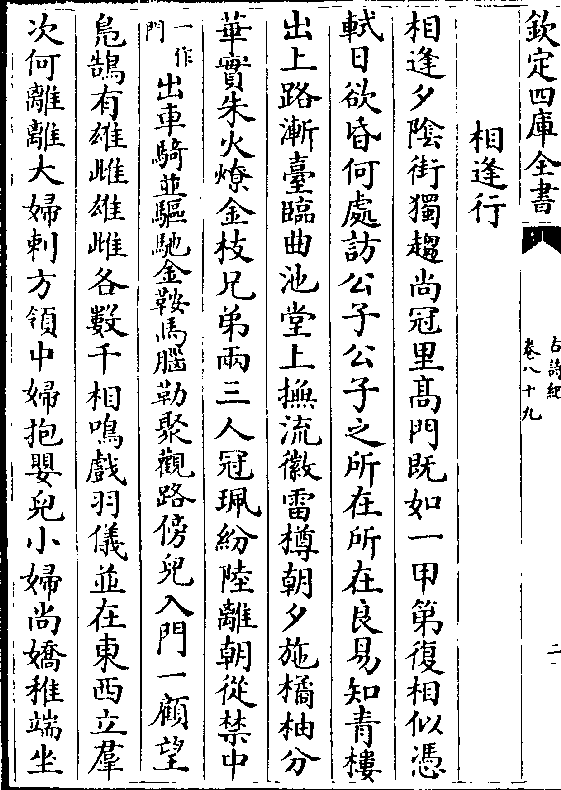 欽定四庫全書
古詩紀
卷八十九
二
相逢行
相逢夕陰街獨趨尚冠里髙門既如一甲第復相似憑
軾日欲昏何處訪公子公子之所在所在良易知青樓
出上路漸臺臨曲池堂上撫流徽雷樽朝夕施橘柚分
華實朱火燎金枝兄弟兩三人冠珮紛陸離朝從禁中
一作門
出車騎並驅馳金鞍馬腦勒聚觀路傍兒入門一顧望
鳧鵠有雄雌雄雌各數千相鳴戲羽儀並在東西立羣
次何離離大婦刺方領中婦抱嬰兒小婦尚嬌稚端坐